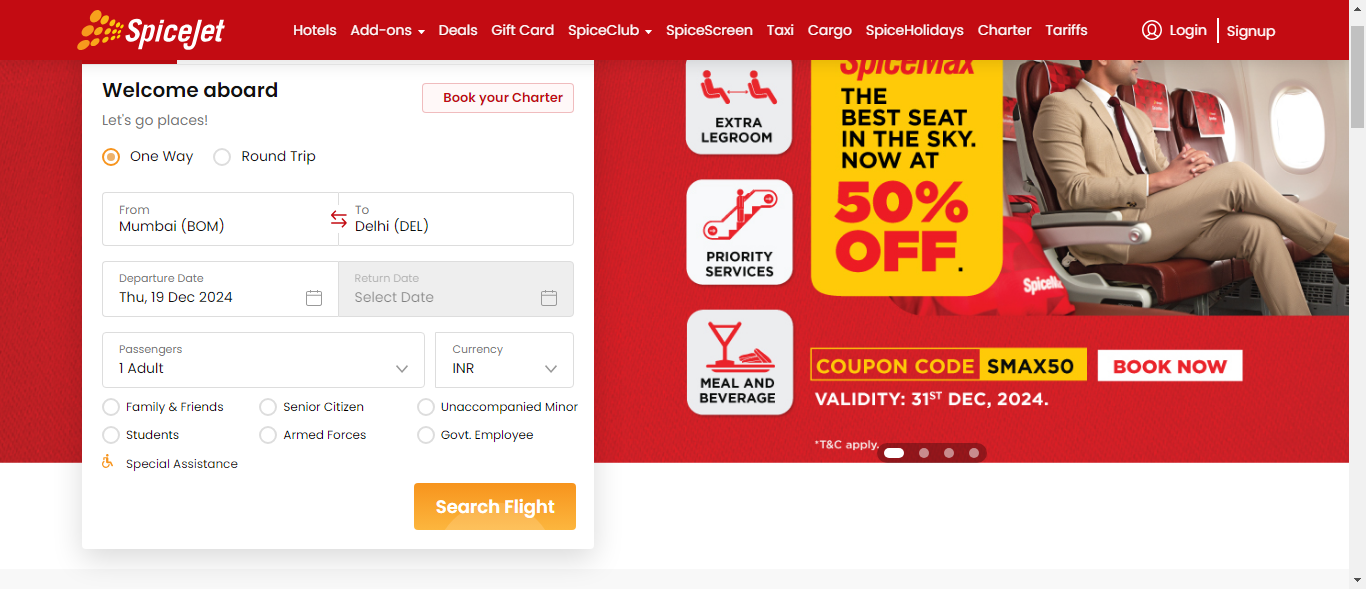 SpiceJet
Hotels Add-ons Deals Gift Card SpiceClub SpiceScreen Taxi Cargo SpiceHolidays Charter Tariffs
Login Signup
Welcome aboard
Book your Charter
Let's go places!
One Way Round Trip
From
Mumbai (BOM)
To
Delhi (DEL)
Departure Date
Thu, 19 Dec 2024
Return Date
Select Date
Passengers
1 Adult
Currency
INR
Family & Friends Senior Citizen Unaccompanied Minor
Students Armed Forces Govt. Employee
Special Assistance
Search Flight
EXTRA
LEGROOM
PRIORITY
SERVICES
MEAL AND
BEVERAGE
SpiceMax
THE
BEST SEAT
IN THE SKY.
NOW AT
50%
OFF.
COUPON CODE SMAX50
BOOK NOW
VALIDITY: 31ST DEC, 2024.
*T&C apply.